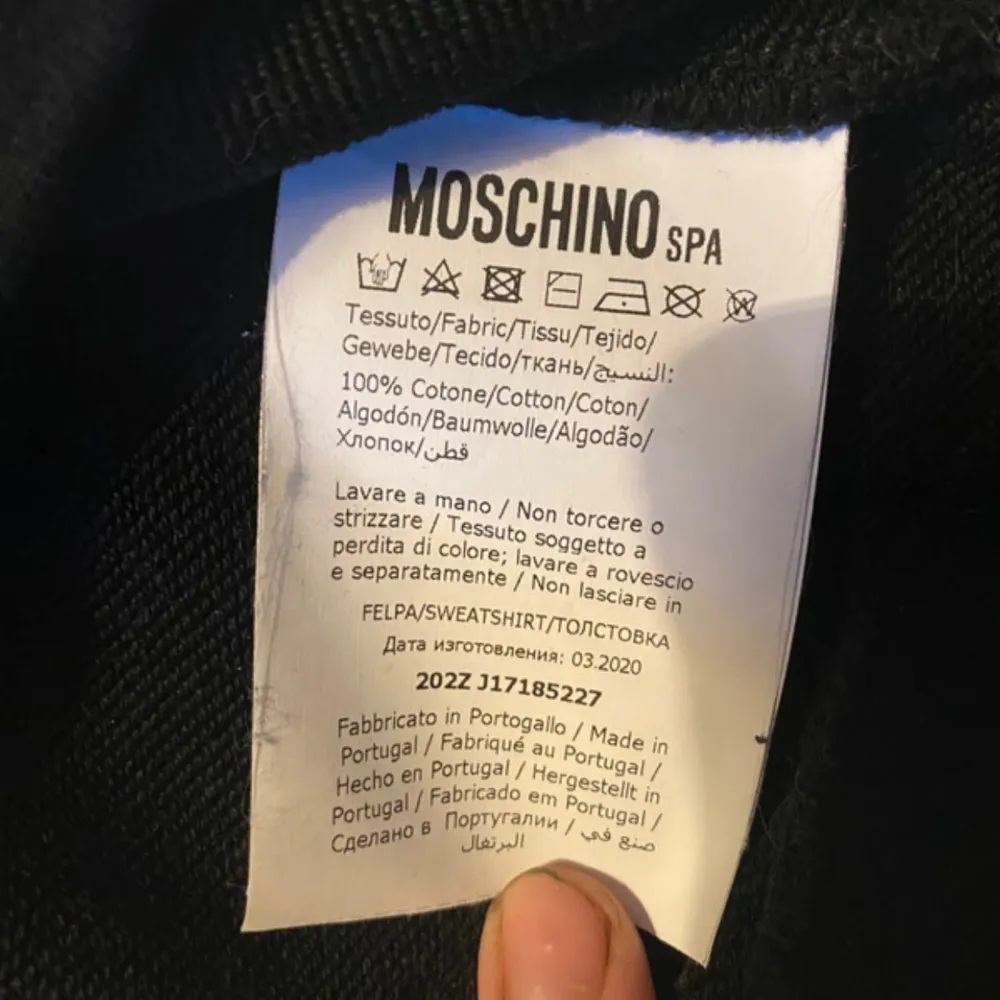 MOSCHINO SPA
Tessuto/Fabric/Tissu/Tejido/
Gewebe/Tecido/ткань/النسيج:
100% Cotone/Cotton/Coton/
Algodón/Baumwolle/Algodão/
Хлопок/قطن
Lavare a mano / Non torcere o
strizzare / Tessuto soggetto a
perdita di colore; lavare a rovescio
e separatamente / Non lasciare in
FELPA/SWEATSHIRT/ТОЛСТОВКА
Дата изготовления: 03.2020
202Z J17185227
Fabbricato in Portogallo / Made in
Portugal / Fabriqué au Portugal /
Hecho en Portugal / Hergestellt in
Portugal / Fabricado em Portugal /
Сделано в Португалии / صنع في
البرتغال